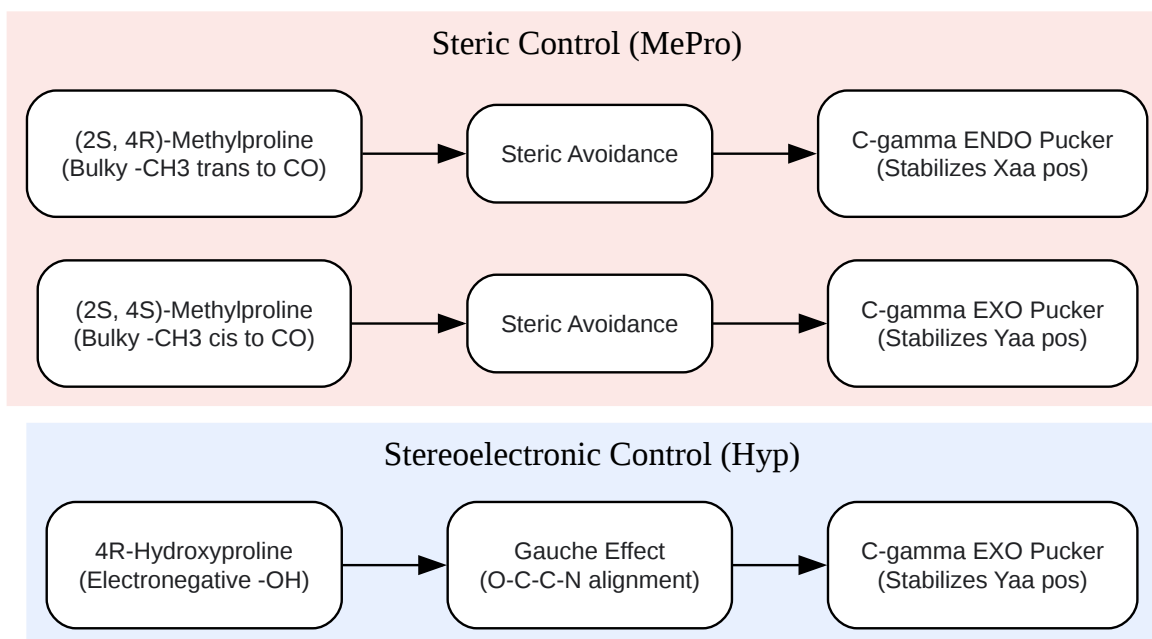 Steric Control (MePro)
(2S, 4R)-Methylproline
(Bulky -CH3 trans to CO)
Steric Avoidance
C-gamma ENDO Pucker
(Stabilizes Xaa pos)
(2S, 4S)-Methylproline
(Bulky -CH3 cis to CO)
Steric Avoidance
C-gamma EXO Pucker
(Stabilizes Yaa pos)
Stereoelectronic Control (Hyp)
4R-Hydroxyproline
(Electronegative -OH)
Gauche Effect
(O-C-C-N alignment)
C-gamma EXO Pucker
(Stabilizes Yaa pos)